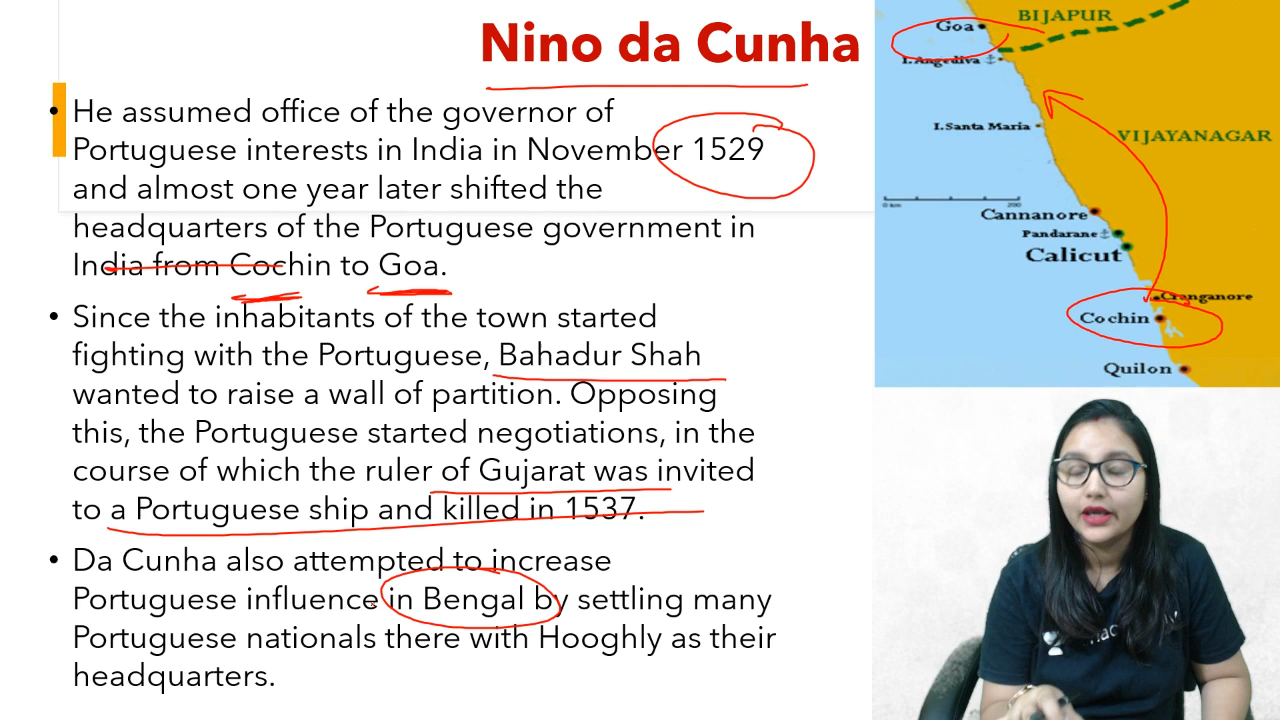 Nino da Cunha
• He assumed office of the governor of
Portuguese interests in India in November 1529
and almost one year later shifted the
headquarters of the Portuguese government in
India from Cochin to Goa.
• Since the inhabitants of the town started
fighting with the Portuguese, Bahadur Shah
wanted to raise a wall of partition. Opposing
this, the Portuguese started negotiations, in the
course of which the ruler of Gujarat was invited
to a Portuguese ship and killed in 1537.
• Da Cunha also attempted to increase
Portuguese influence in Bengal by settling many
Portuguese nationals there with Hooghly as their
headquarters.
BIJAPUR
Goa
I.Angediva
I.Santa Maria
VIJAYANAGAR
0 km 200
Cannanore
Pandarane
Calicut
Cranganore
Cochin
Quilon